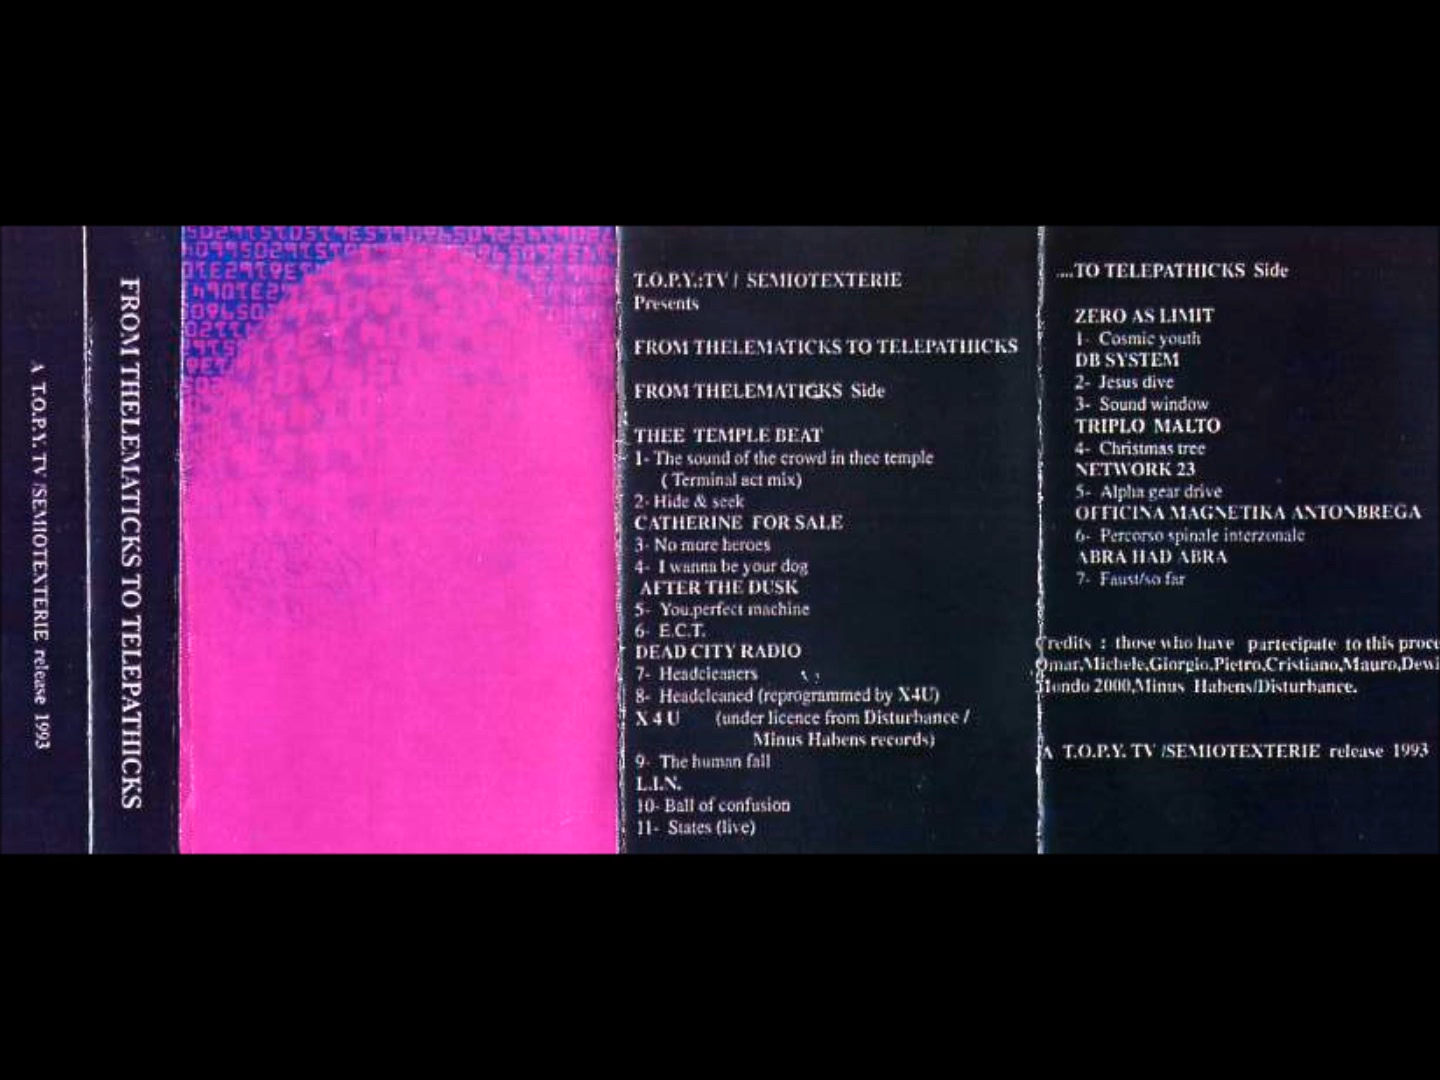 A T.O.P.Y. TV /SEMIOTEXTERIE release 1993
FROM THELEMATICKS TO TELEPATHICKS
T.O.P.Y.:TV / SEMIOTEXTERIE
Presents
FROM THELEMATICKS TO TELEPATHICKS
FROM THELEMATICKS Side
THEE TEMPLE BEAT
1- The sound of the crowd in thee temple
( Terminal act mix)
2- Hide & seek
CATHERINE FOR SALE
3- No more heroes
4- I wanna be your dog
AFTER THE DUSK
5- You,perfect machine
6- E.C.T.
DEAD CITY RADIO
7- Headcleaners
8- Headcleaned (reprogrammed by X4U)
X 4 U (under licence from Disturbance /
Minus Habens records)
9- The human fall
L.I.N.
10- Ball of confusion
11- States (live)
....TO TELEPATHICKS Side
ZERO AS LIMIT
1- Cosmic youth
DB SYSTEM
2- Jesus dive
3- Sound window
TRIPLO MALTO
4- Christmas tree
NETWORK 23
5- Alpha gear drive
OFFICINA MAGNETIKA ANTONBREGA
6- Percorso spinale interzonale
ABRA HAD ABRA
7- Faust/so far
Credits : those who have partecipate to this proce
Omar,Michele,Giorgio,Pietro,Cristiano,Mauro,Dewi
Mondo 2000,Minus Habens/Disturbance.
A T.O.P.Y. TV /SEMIOTEXTERIE release 1993